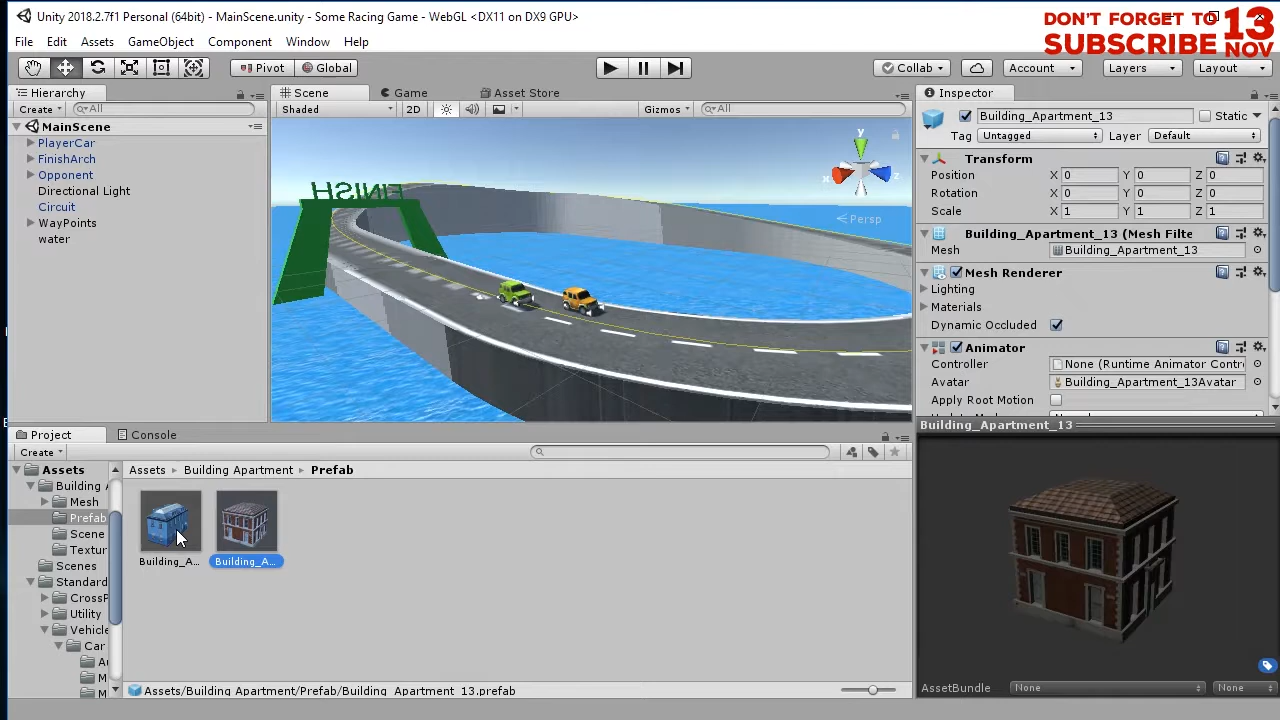 Unity 2018.2.7f1 Personal (64bit) - MainScene.unity - Some Racing Game - WebGL <DX11 on DX9 GPU>
DON'T FORGET TO SUBSCRIBE 13 NOV
File Edit Assets GameObject Component Window Help
Pivot Global Collab Account Layers Layout
Hierarchy Scene Game Asset Store Inspector
Create All Shaded 2D Gizmos All Building_Apartment_13 Static
MainScene Tag Untagged Layer Default
PlayerCar
FinishArch
Opponent
Directional Light
Circuit
WayPoints
water
FINISH
y
x
z
Persp
Transform
Position X 0 Y 0 Z 0
Rotation X 0 Y 0 Z 0
Scale X 1 Y 1 Z 1
Building_Apartment_13 (Mesh Filte
Mesh Building_Apartment_13
Mesh Renderer
Lighting
Materials
Dynamic Occluded
Animator
Controller None (Runtime Animator Contr
Avatar Building_Apartment_13Avatar
Apply Root Motion
Building_Apartment_13
Project Console
Create
Assets
Building A
Mesh
Prefab
Scene
Textur
Scenes
Standard
CrossP
Utility
Vehicle
Car
A
M
M
Assets Building Apartment Prefab
Building_A... Building_A...
Assets/Building Apartment/Prefab/Building_Apartment_13.prefab
AssetBundle None None